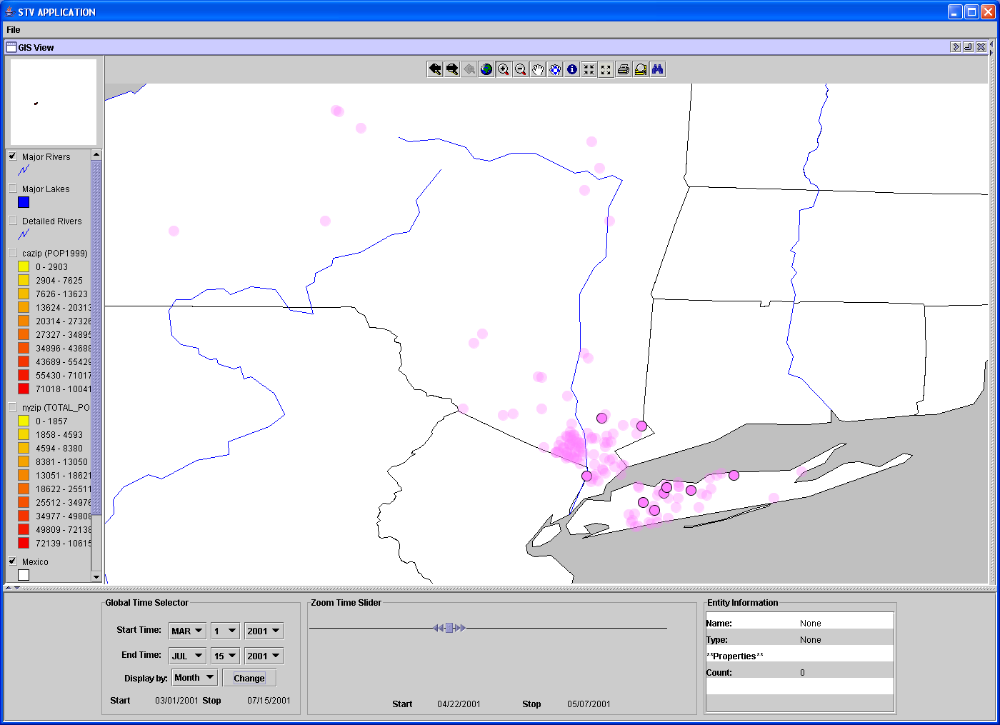 STV APPLICATION
File
GIS View
Major Rivers
Major Lakes
Detailed Rivers
cazip (POP1999)
0 - 2903
2904 - 7625
7626 - 13623
13624 - 20313
20314 - 27326
27327 - 34895
34896 - 43688
43689 - 55429
55430 - 71017
71018 - 10041
nyzip (TOTAL_PO
0 - 1857
1858 - 4593
4594 - 8380
8381 - 13050
13051 - 18621
18622 - 25511
25512 - 34976
34977 - 49808
49809 - 72138
72139 - 10615
Mexico
Global Time Selector
Start Time: MAR 1 2001
End Time: JUL 15 2001
Display by: Month Change
Start 03/01/2001 Stop 07/15/2001
Zoom Time Slider
Start 04/22/2001 Stop 05/07/2001
Entity Information
Name: None
Type: None
**Properties**
Count: 0